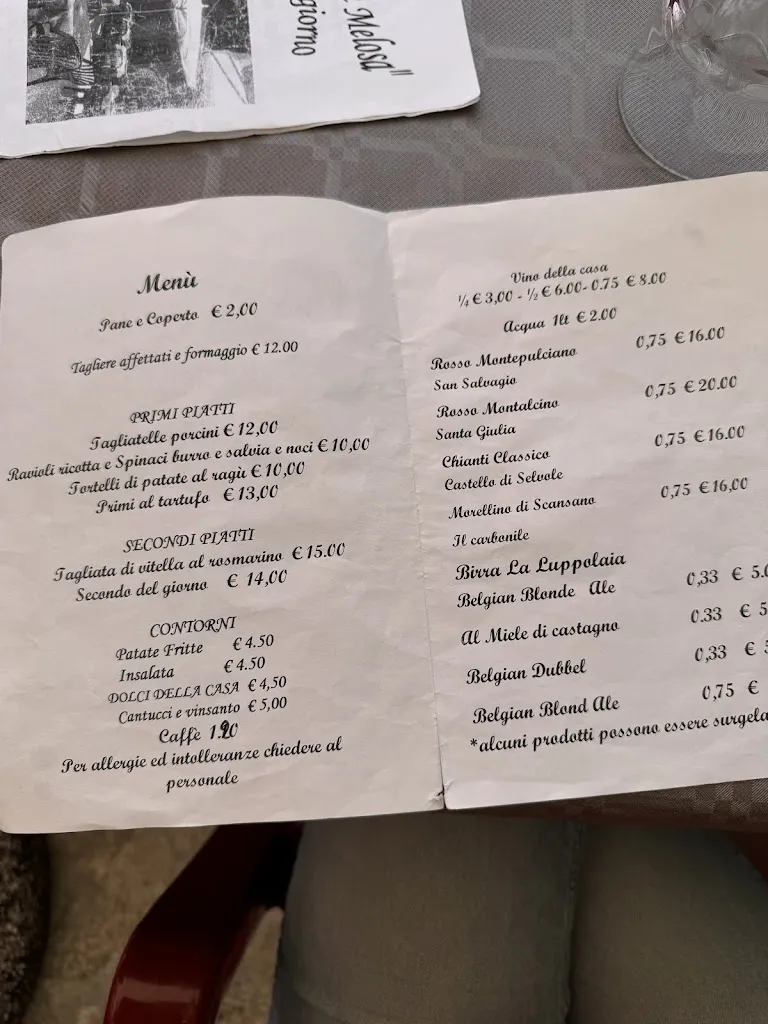 Melosa"
giorno
Menù
Pane e Coperto € 2,00
Tagliere affettati e formaggio € 12.00
PRIMI PIATTI
Tagliatelle porcini € 12,00
Ravioli ricotta e Spinaci burro e salvia e noci € 10,00
Tortelli di patate al ragù € 10,00
Primi al tartufo € 13,00
SECONDI PIATTI
Tagliata di vitella al rosmarino € 15.00
Secondo del giorno € 14,00
CONTORNI
Patate Fritte € 4.50
Insalata € 4.50
DOLCI DELLA CASA € 4,50
Cantucci e vinsanto € 5,00
Caffè
Per allergie ed intolleranze chiedere al
personale
Vino della casa
¼ € 3,00 - ½ € 6.00- 0.75 € 8.00
Acqua 1lt € 2.00
Rosso Montepulciano 0,75 € 16.00
San Salvagio
Rosso Montalcino 0,75 € 20.00
Santa Giulia
Chianti Classico 0,75 € 16.00
Castello di Selvole
Morellino di Scansano 0,75 € 16,00
Il carbonile
Birra La Luppolaia
Belgian Blonde Ale 0,33 € 5.0
Al Miele di castagno 0.33 € 5
Belgian Dubbel 0,33 €
Belgian Blond Ale 0,75 €
*alcuni prodotti possono essere surgela